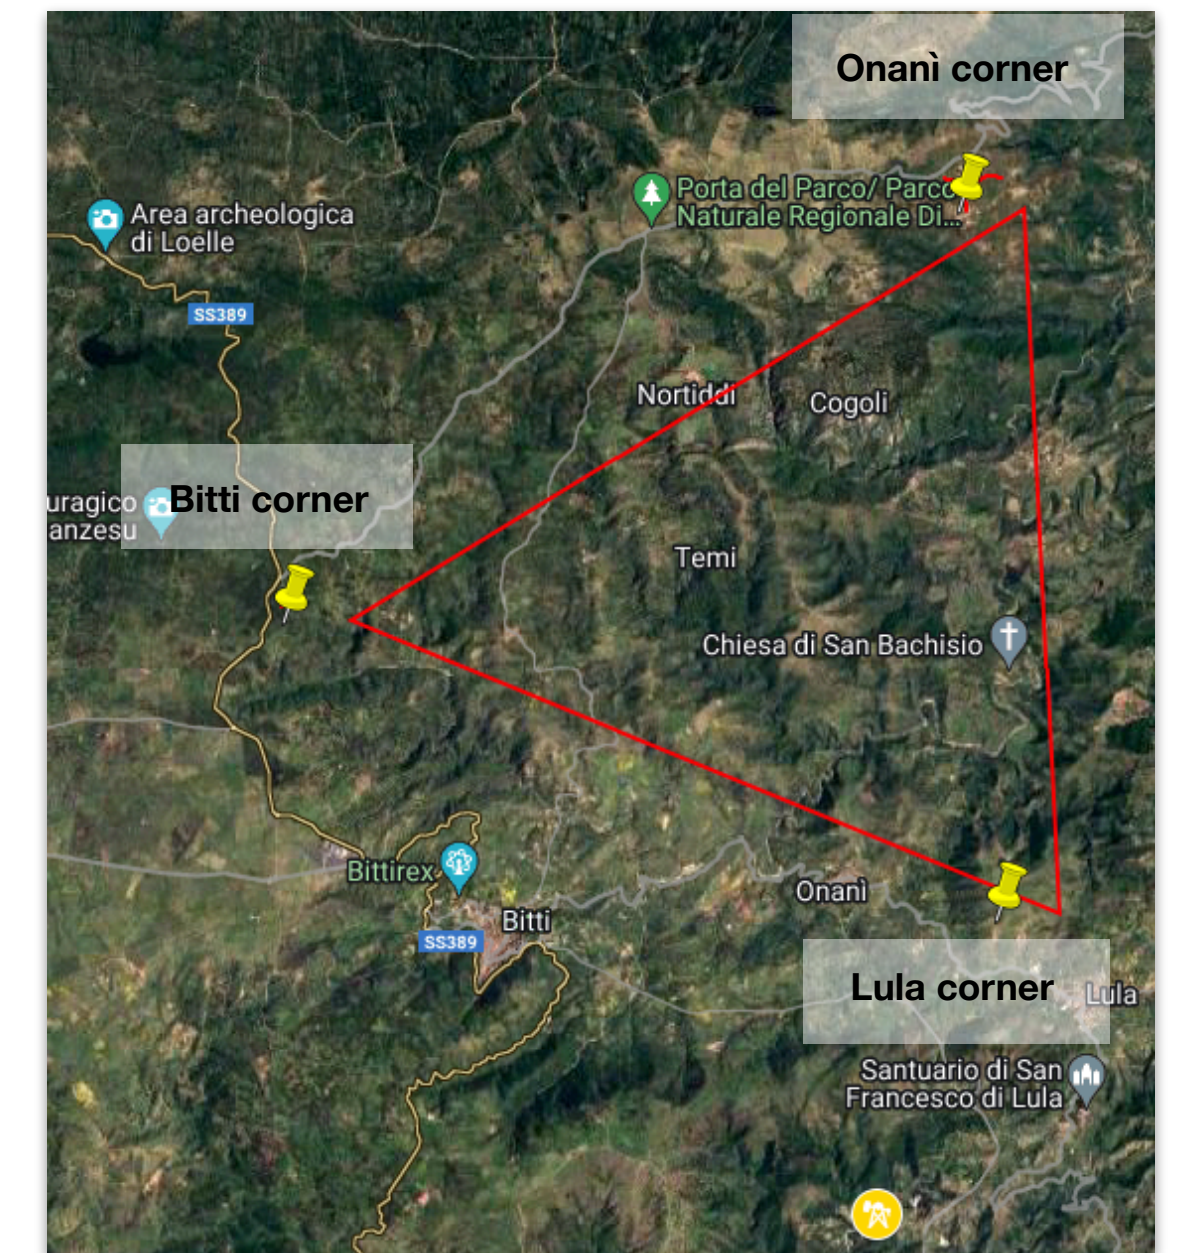 Onanì corner
Porta del Parco/ Parco
Naturale Regionale Di...
Area archeologica
di Loelle
SS389
Nortiddi
Cogoli
uragico
anzesu
Bitti corner
Temi
Chiesa di San Bachisio
Bittirex
Onanì
Bitti
SS389
Lula corner
Lula
Santuario di San
Francesco di Lula